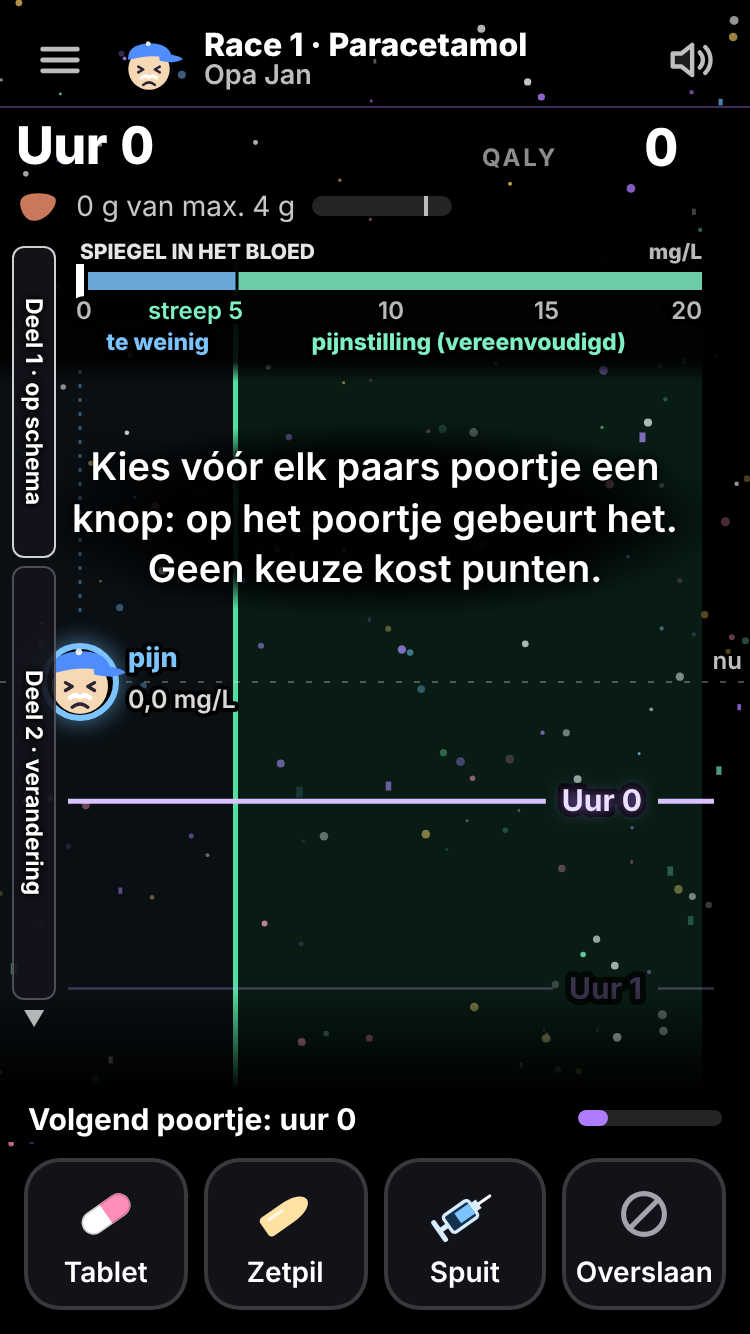 Race 1 · Paracetamol
Opa Jan
Uur 0
QALY
0
0 g van max. 4 g
SPIEGEL IN HET BLOED
mg/L
0
streep 5
10
15
20
te weinig
pijnstilling (vereenvoudigd)
Deel 1 · op schema
Kies vóór elk paars poortje een
knop: op het poortje gebeurt het.
Geen keuze kost punten.
Deel 2 · verandering
pijn
nu
0,0 mg/L
Uur 0
Uur 1
Volgend poortje: uur 0
Tablet
Zetpil
Spuit
Overslaan